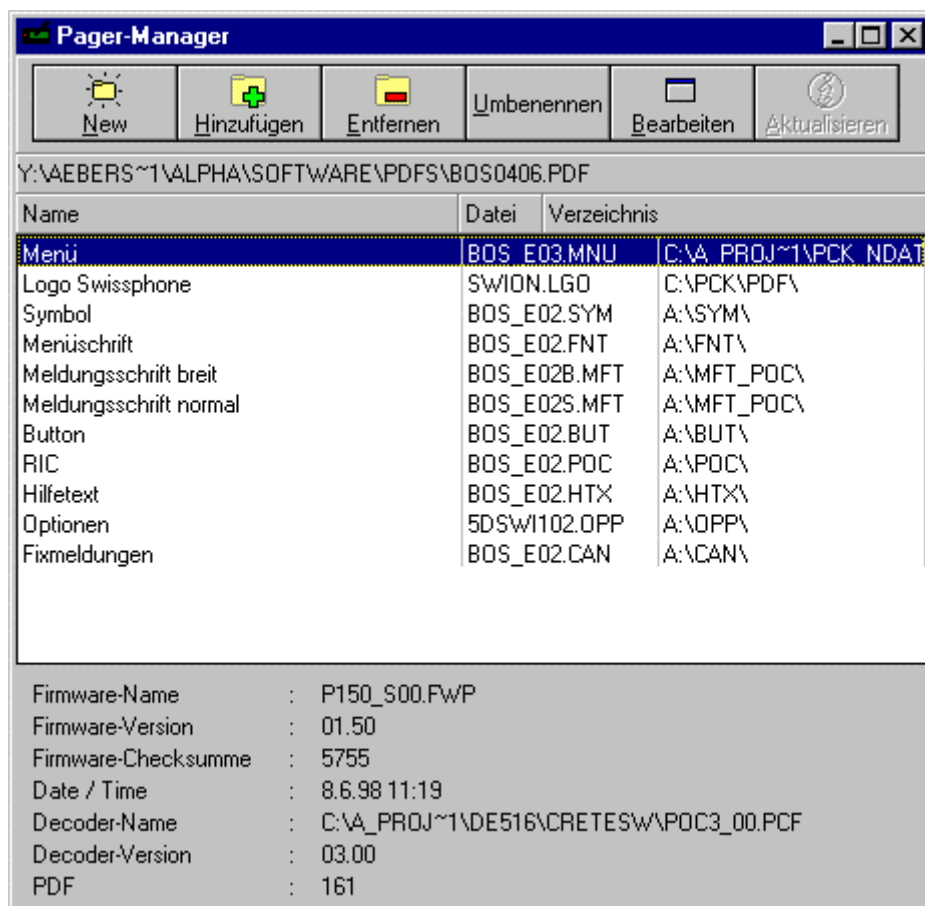 Pager-Manager
New Hinzufügen Entfernen Umbenennen Bearbeiten Aktualisieren
Y:\AEBERS~1\ALPHA\SOFTWARE\PDFS\BOS0406.PDF
Name Datei Verzeichnis
Menü BOS_E03.MNU C:\A_PROJ~1\PCK_NDAT
Logo Swissphone SWION.LGO C:\PCK\PDF\
Symbol BOS_E02.SYM A:\SYM\
Menüschrift BOS_E02.FNT A:\FNT\
Meldungsschrift breit BOS_E02B.MFT A:\MFT_POC\
Meldungsschrift normal BOS_E02S.MFT A:\MFT_POC\
Button BOS_E02.BUT A:\BUT\
RIC BOS_E02.POC A:\POC\
Hilfetext BOS_E02.HTX A:\HTX\
Optionen 5DSWI102.OPP A:\OPP\
Fixmeldungen BOS_E02.CAN A:\CAN\
Firmware-Name : P150_S00.FWP
Firmware-Version : 01.50
Firmware-Checksumme : 5755
Date / Time : 8.6.98 11:19
Decoder-Name : C:\A_PROJ~1\DE516\CRETESW\POC3_00.PCF
Decoder-Version : 03.00
PDF : 161